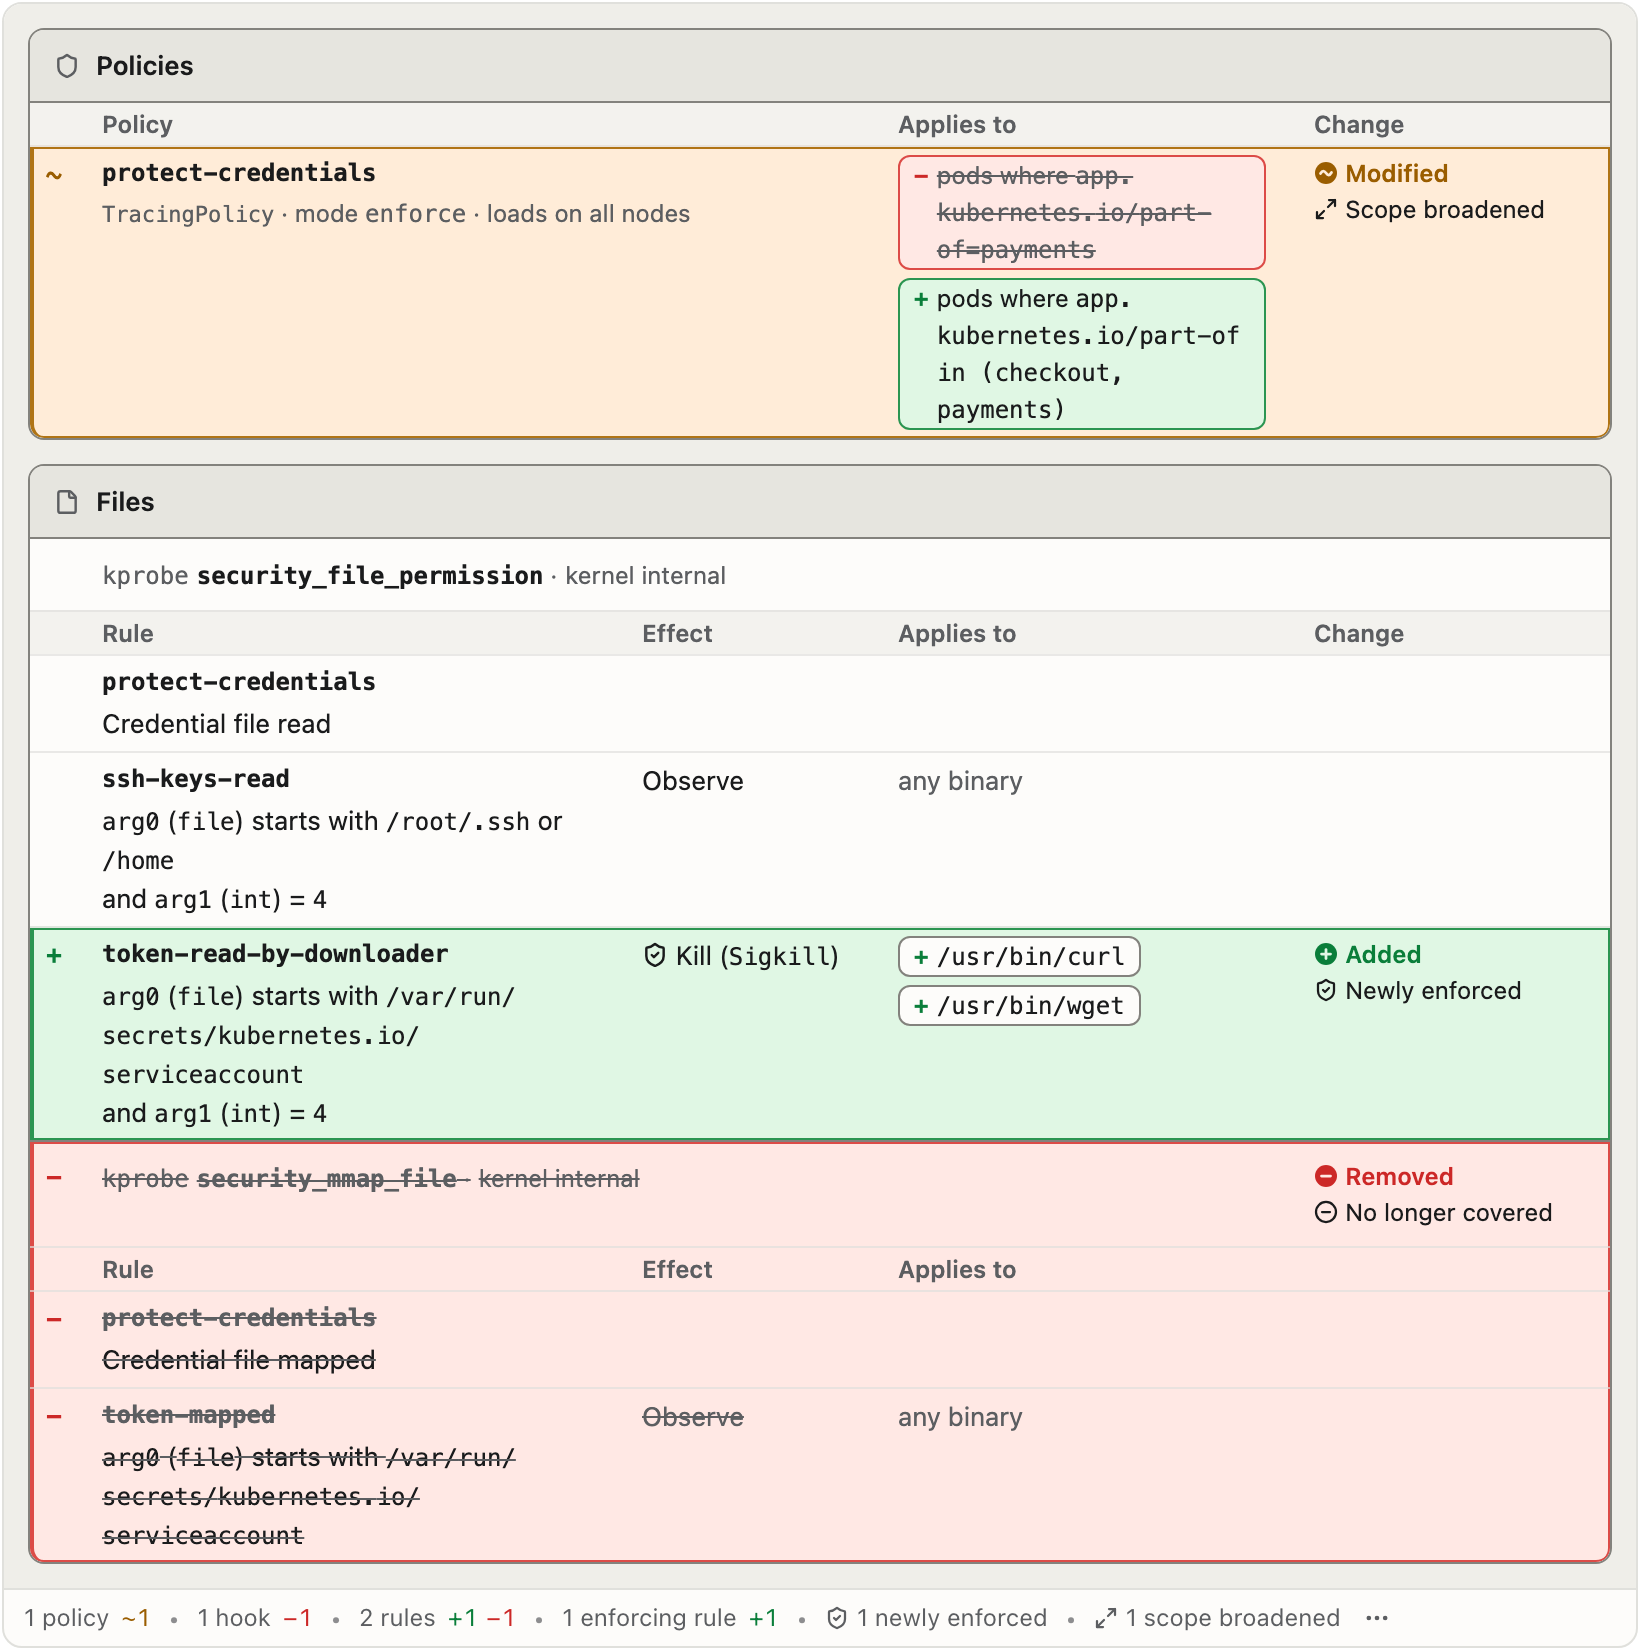 Policies
Policy Applies to Change
~ protect-credentials
TracingPolicy · mode enforce · loads on all nodes
− pods where app.
kubernetes.io/part-
of=payments
+ pods where app.
kubernetes.io/part-of
in (checkout,
payments)
Modified
Scope broadened
Files
kprobe security_file_permission · kernel internal
Rule Effect Applies to Change
protect-credentials
Credential file read
ssh-keys-read Observe any binary
arg0 (file) starts with /root/.ssh or
/home
and arg1 (int) = 4
+ token-read-by-downloader
arg0 (file) starts with /var/run/
secrets/kubernetes.io/
serviceaccount
and arg1 (int) = 4
Kill (Sigkill)
+ /usr/bin/curl
+ /usr/bin/wget
Added
Newly enforced
− kprobe security_mmap_file · kernel internal
Removed
No longer covered
Rule Effect Applies to
− protect-credentials
Credential file mapped
− token-mapped Observe any binary
arg0 (file) starts with /var/run/
secrets/kubernetes.io/
serviceaccount
1 policy ~1 • 1 hook −1 • 2 rules +1 −1 • 1 enforcing rule +1 • 1 newly enforced • 1 scope broadened ···